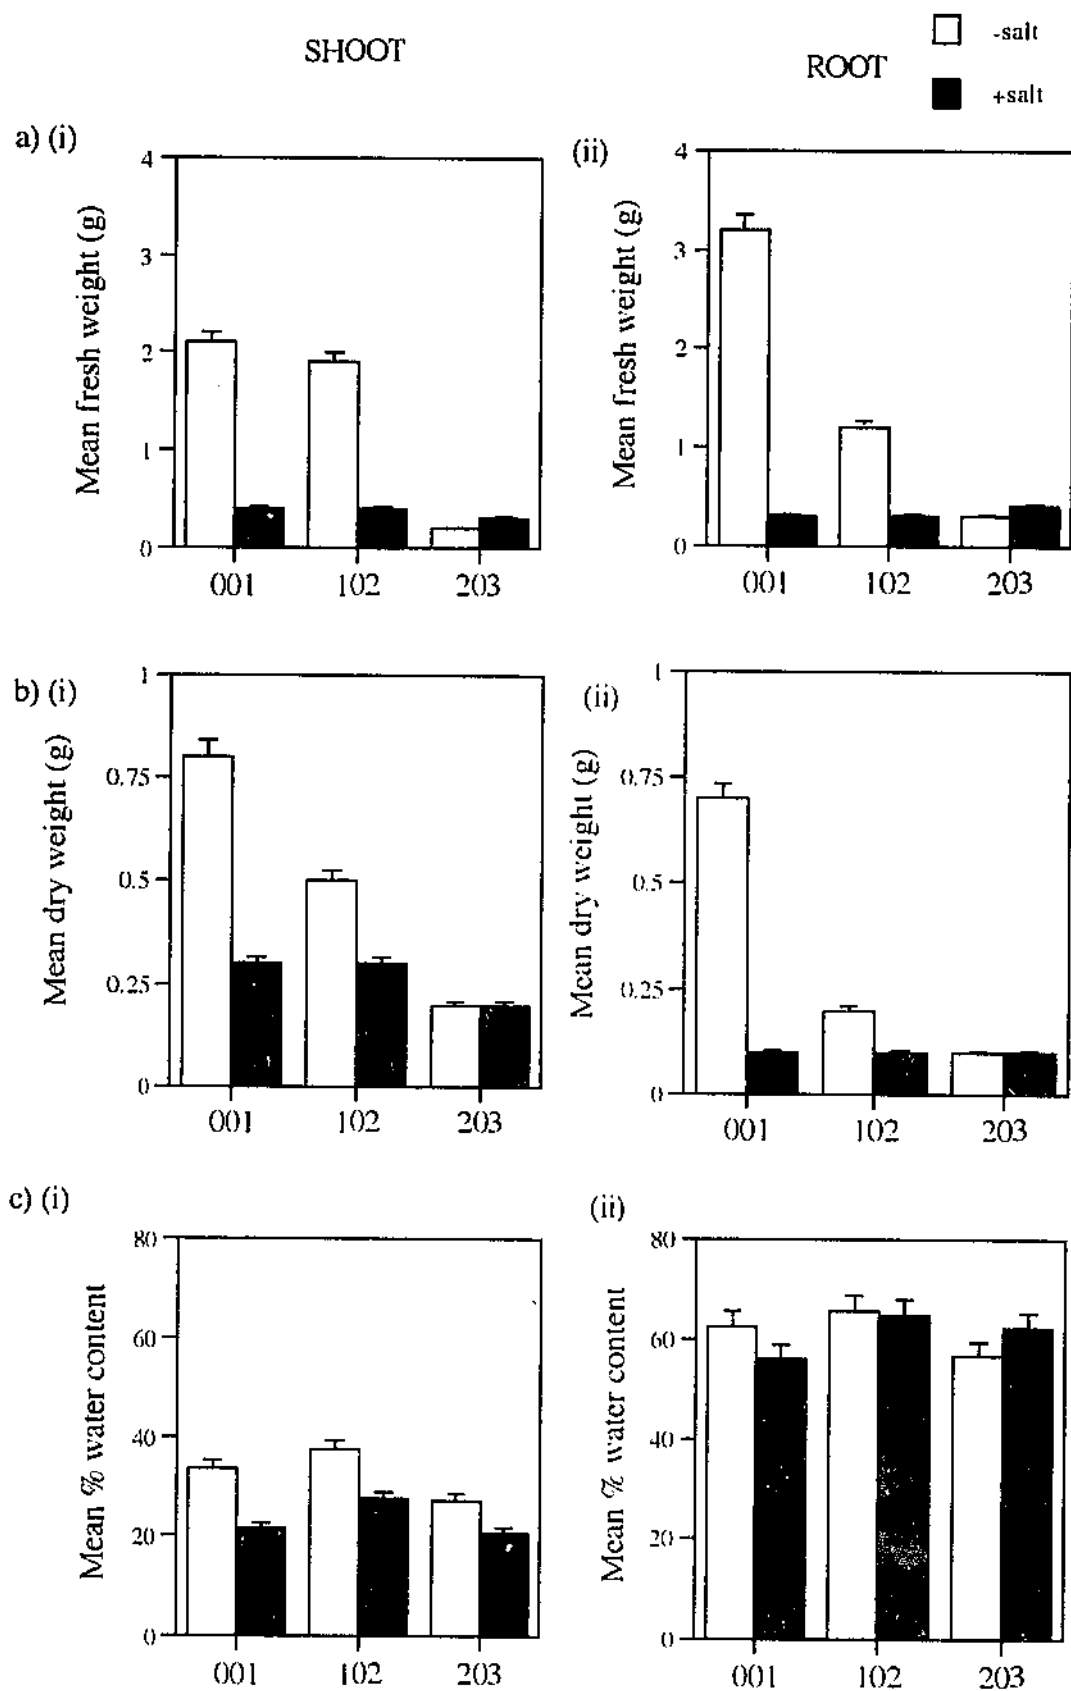 SHOOT
ROOT
-salt
+salt
a) (i)
Mean fresh weight (g)
4
3
2
1
0
001 102 203
(ii)
Mean fresh weight (g)
4
3
2
1
0
001 102 203
b) (i)
Mean dry weight (g)
1
0.75
0.5
0.25
0
001 102 203
(ii)
Mean dry weight (g)
1
0.75
0.5
0.25
0
001 102 203
c) (i)
Mean % water content
80
60
40
20
0
001 102 203
(ii)
Mean % water content
80
60
40
20
0
001 102 203